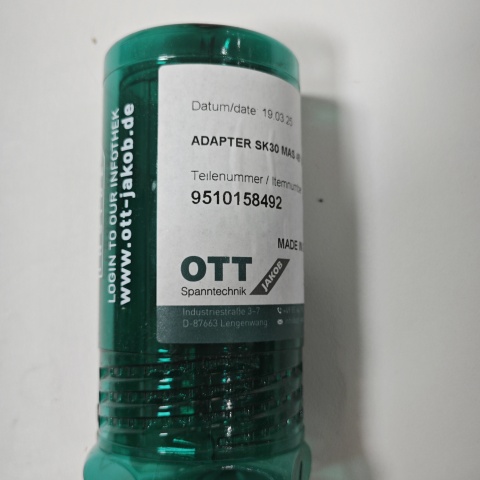 Datum/date 19.03.25
ADAPTER SK30 MAS
Teilenummer / Itemnumber
9510158492
MADE IN
OTT
JAKOB
Spanntechnik
Industriestraße 3-7
D-87663 Lengenwang
LOGIN TO OUR INFOTHEK
www.ott-jakob.de